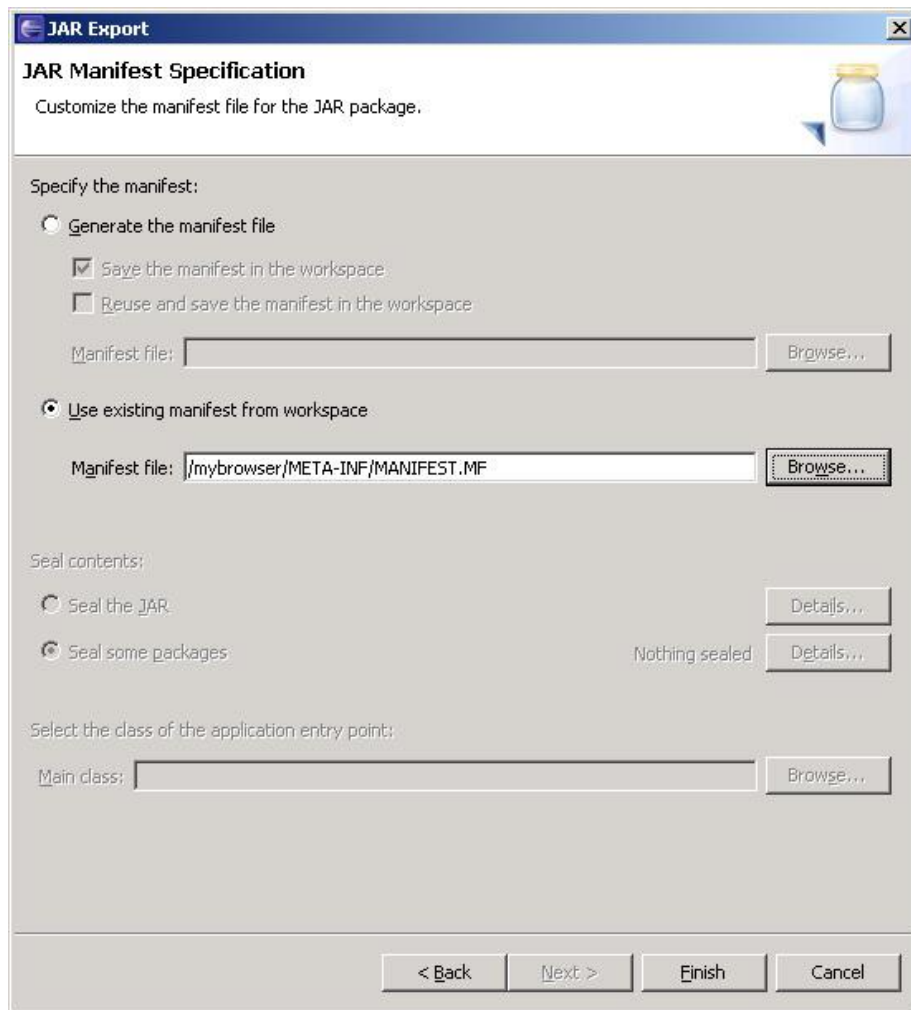 JAR Export
JAR Manifest Specification
Customize the manifest file for the JAR package.
Specify the manifest:
Generate the manifest file
Save the manifest in the workspace
Reuse and save the manifest in the workspace
Manifest file: Browse...
Use existing manifest from workspace
Manifest file: /mybrowser/META-INF/MANIFEST.MF Browse...
Seal contents:
Seal the JAR Details...
Seal some packages Nothing sealed Details...
Select the class of the application entry point:
Main class: Browse...
< Back Next > Finish Cancel